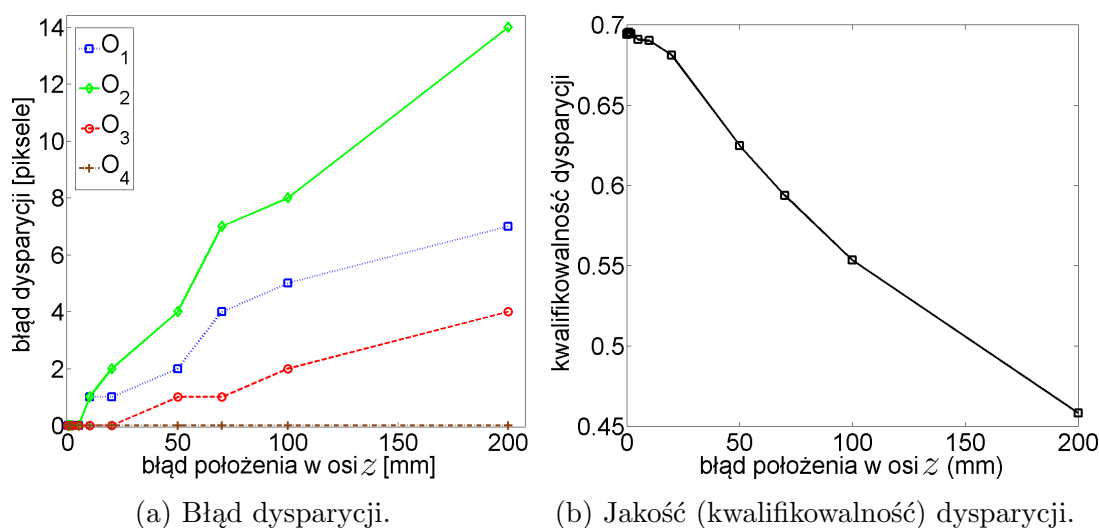 14
12
10
8
6
4
2
0
błąd dysparycji [piksele]
O1
O2
O3
O4
0 50 100 150 200
błąd położenia w osi z [mm]
(a) Błąd dysparycji.
0.7
0.65
0.6
0.55
0.5
0.45
kwalifikowalność dysparycji
0 50 100 150 200
błąd położenia w osi z (mm)
(b) Jakość (kwalifikowalność) dysparycji.